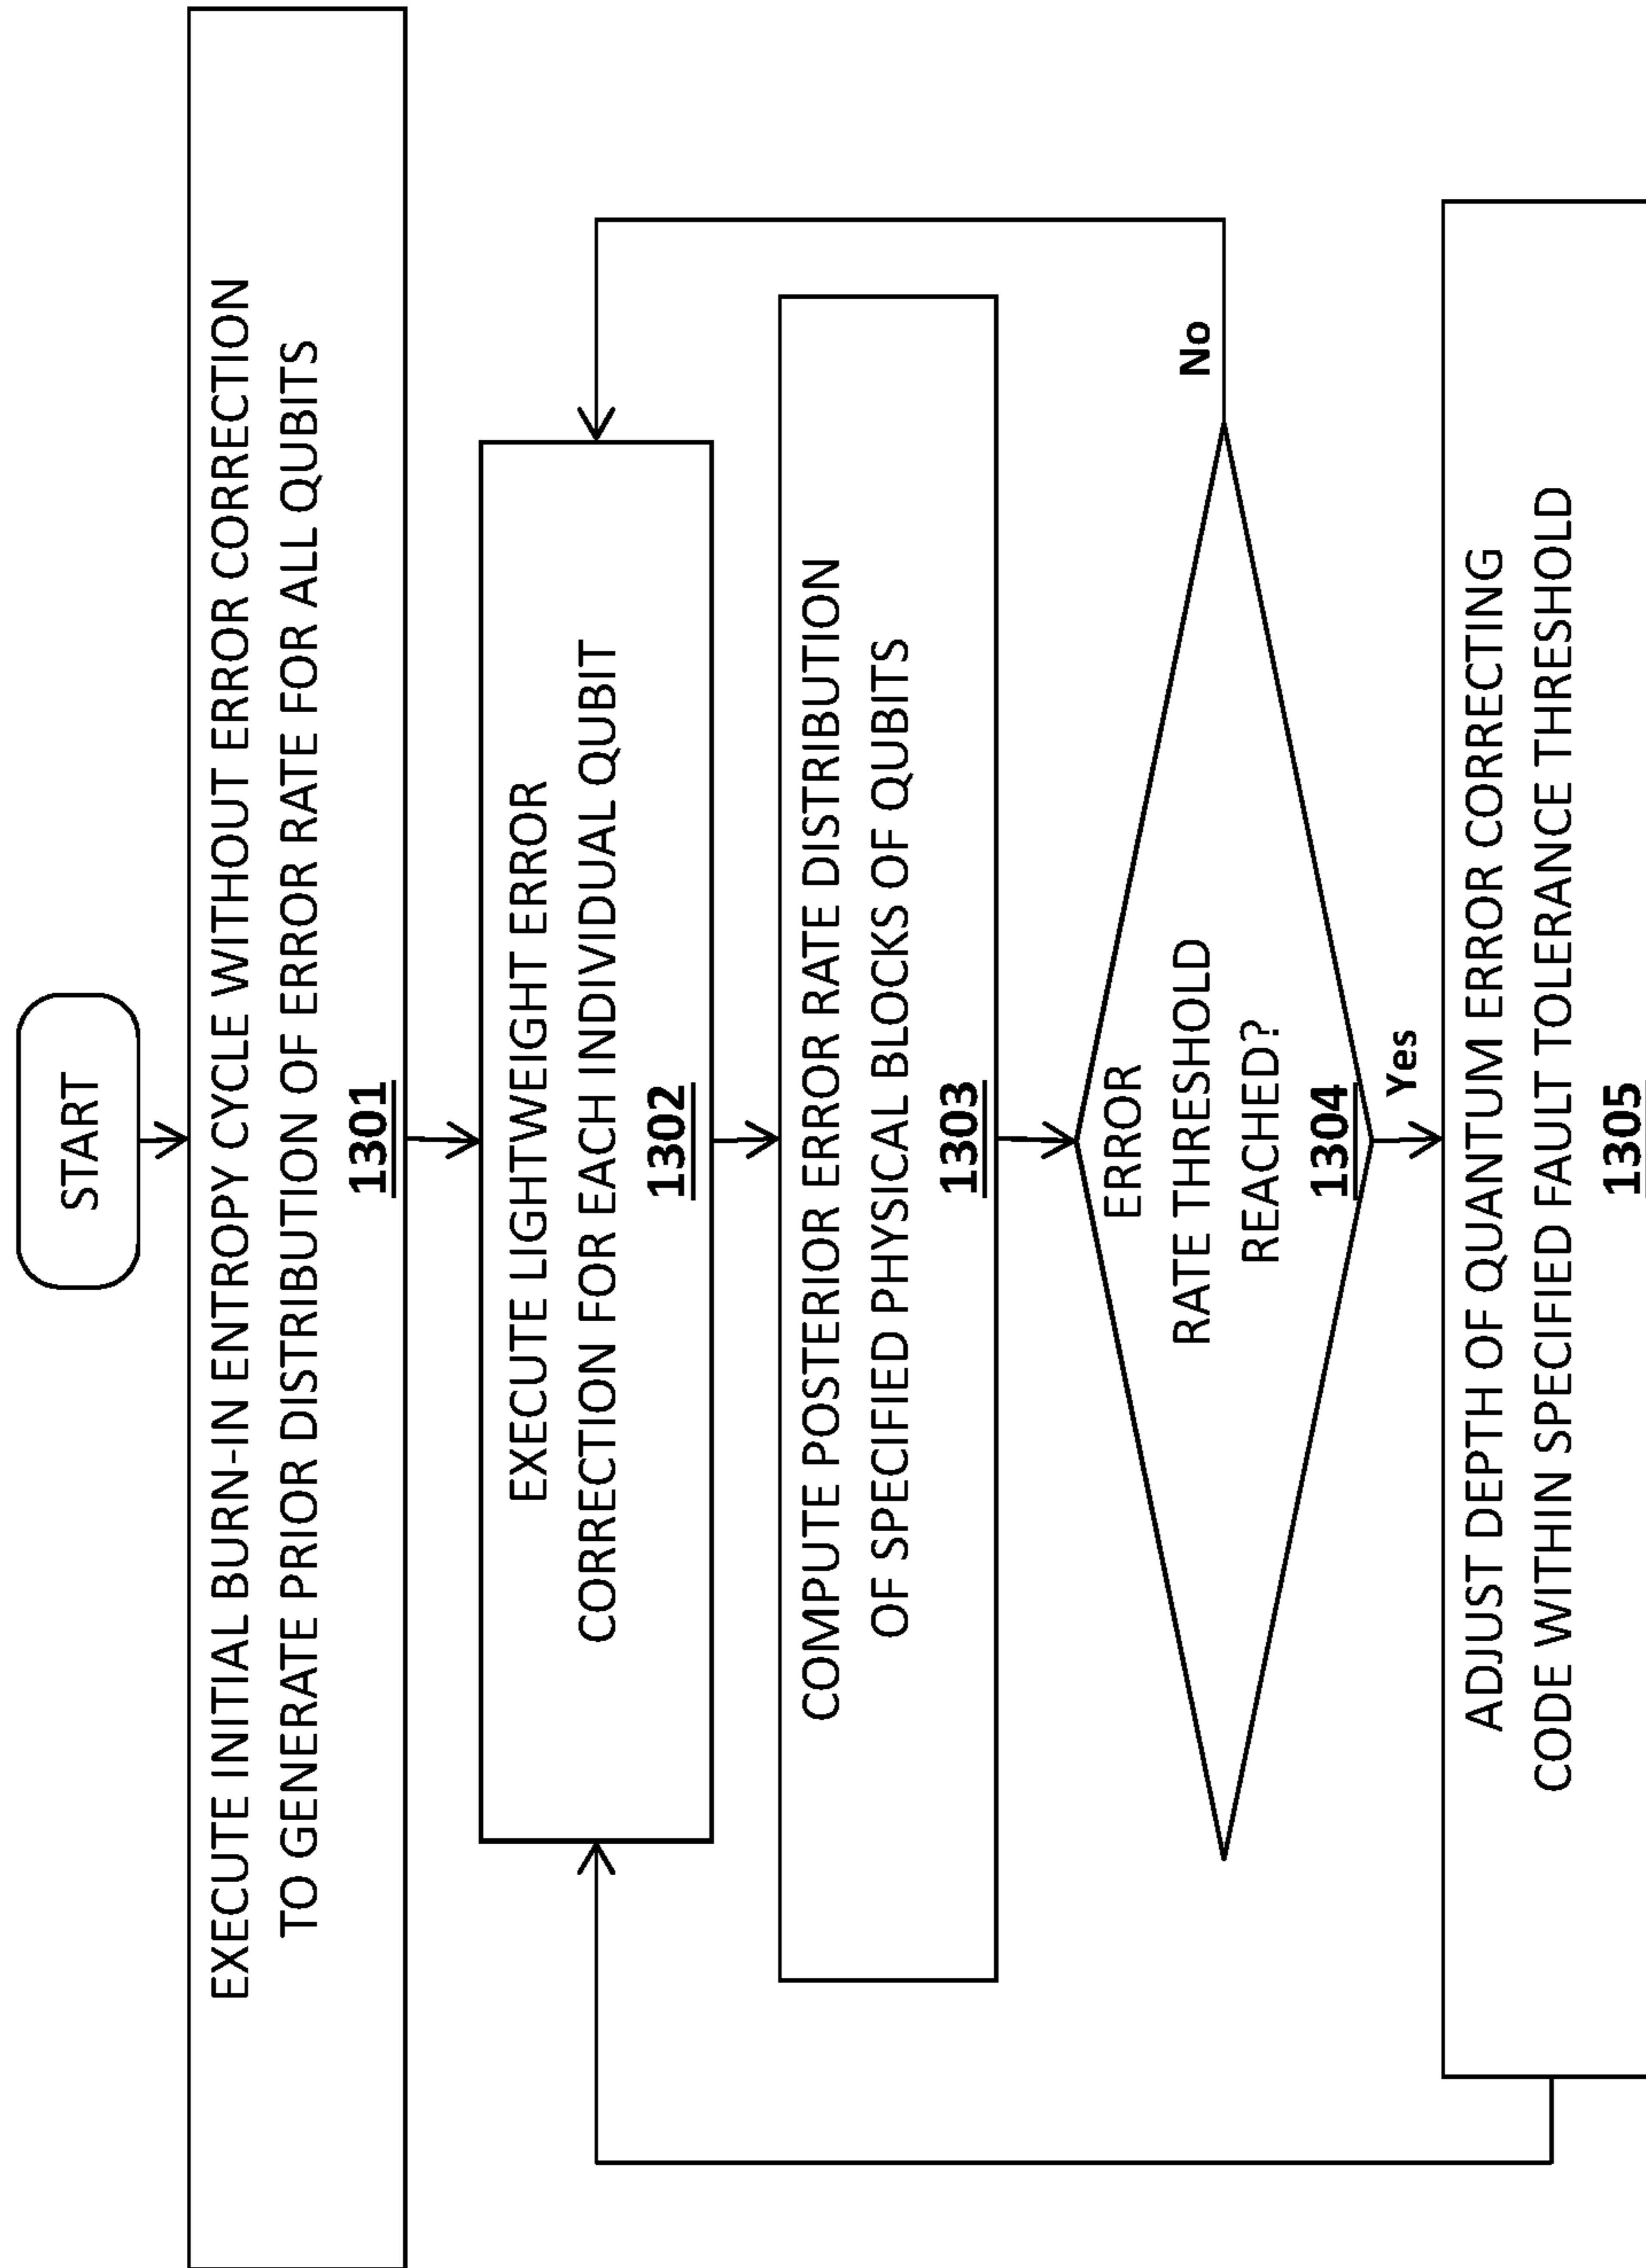 START
EXECUTE INITIAL BURN-IN ENTROPY CYCLE WITHOUT ERROR CORRECTION
TO GENERATE PRIOR DISTRIBUTION OF ERROR RATE FOR ALL QUBITS
1301
EXECUTE LIGHTWEIGHT ERROR
CORRECTION FOR EACH INDIVIDUAL QUBIT
1302
COMPUTE POSTERIOR ERROR RATE DISTRIBUTION
OF SPECIFIED PHYSICAL BLOCKS OF QUBITS
1303
ERROR
RATE THRESHOLD
REACHED?
1304
No
Yes
ADJUST DEPTH OF QUANTUM ERROR CORRECTING
CODE WITHIN SPECIFIED FAULT TOLERANCE THRESHOLD
1305